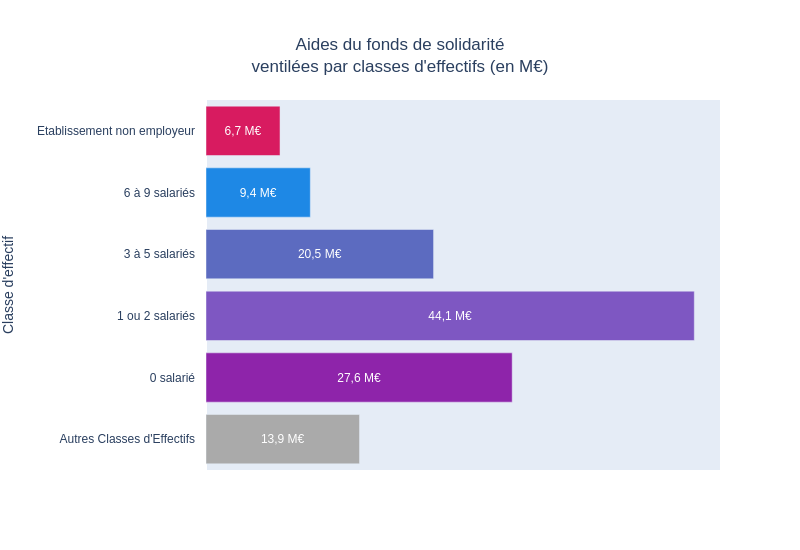 Aides du fonds de solidarité
ventilées par classes d'effectifs (en M€)
Classe d'effectif
Etablissement non employeur
6,7 M€
6 à 9 salariés
9,4 M€
3 à 5 salariés
20,5 M€
1 ou 2 salariés
44,1 M€
0 salarié
27,6 M€
Autres Classes d'Effectifs
13,9 M€